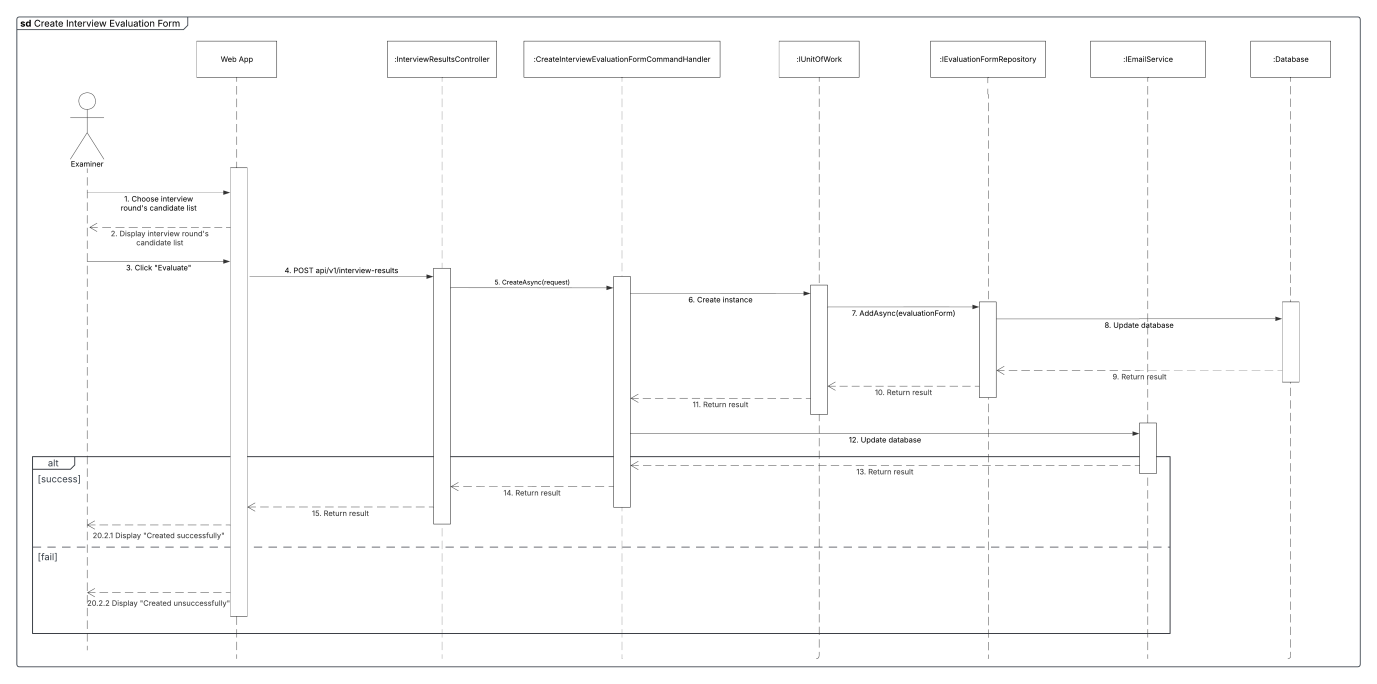 sd Create Interview Evaluation Form
Web App
:InterviewResultsController
:CreateInterviewEvaluationFormCommandHandler
:IUnitOfWork
:IEvaluationFormRepository
:IEmailService
:Database
Examiner
1. Choose interview
round's candidate list
2. Display interview round's
candidate list
3. Click "Evaluate"
4. POST api/v1/interview-results
5. CreateAsync(request)
6. Create instance
7. AddAsync(evaluationForm)
8. Update database
9. Return result
10. Return result
11. Return result
12. Update database
alt
[success]
13. Return result
14. Return result
15. Return result
20.2.1 Display "Created successfully"
[fail]
20.2.2 Display "Created unsuccessfully"